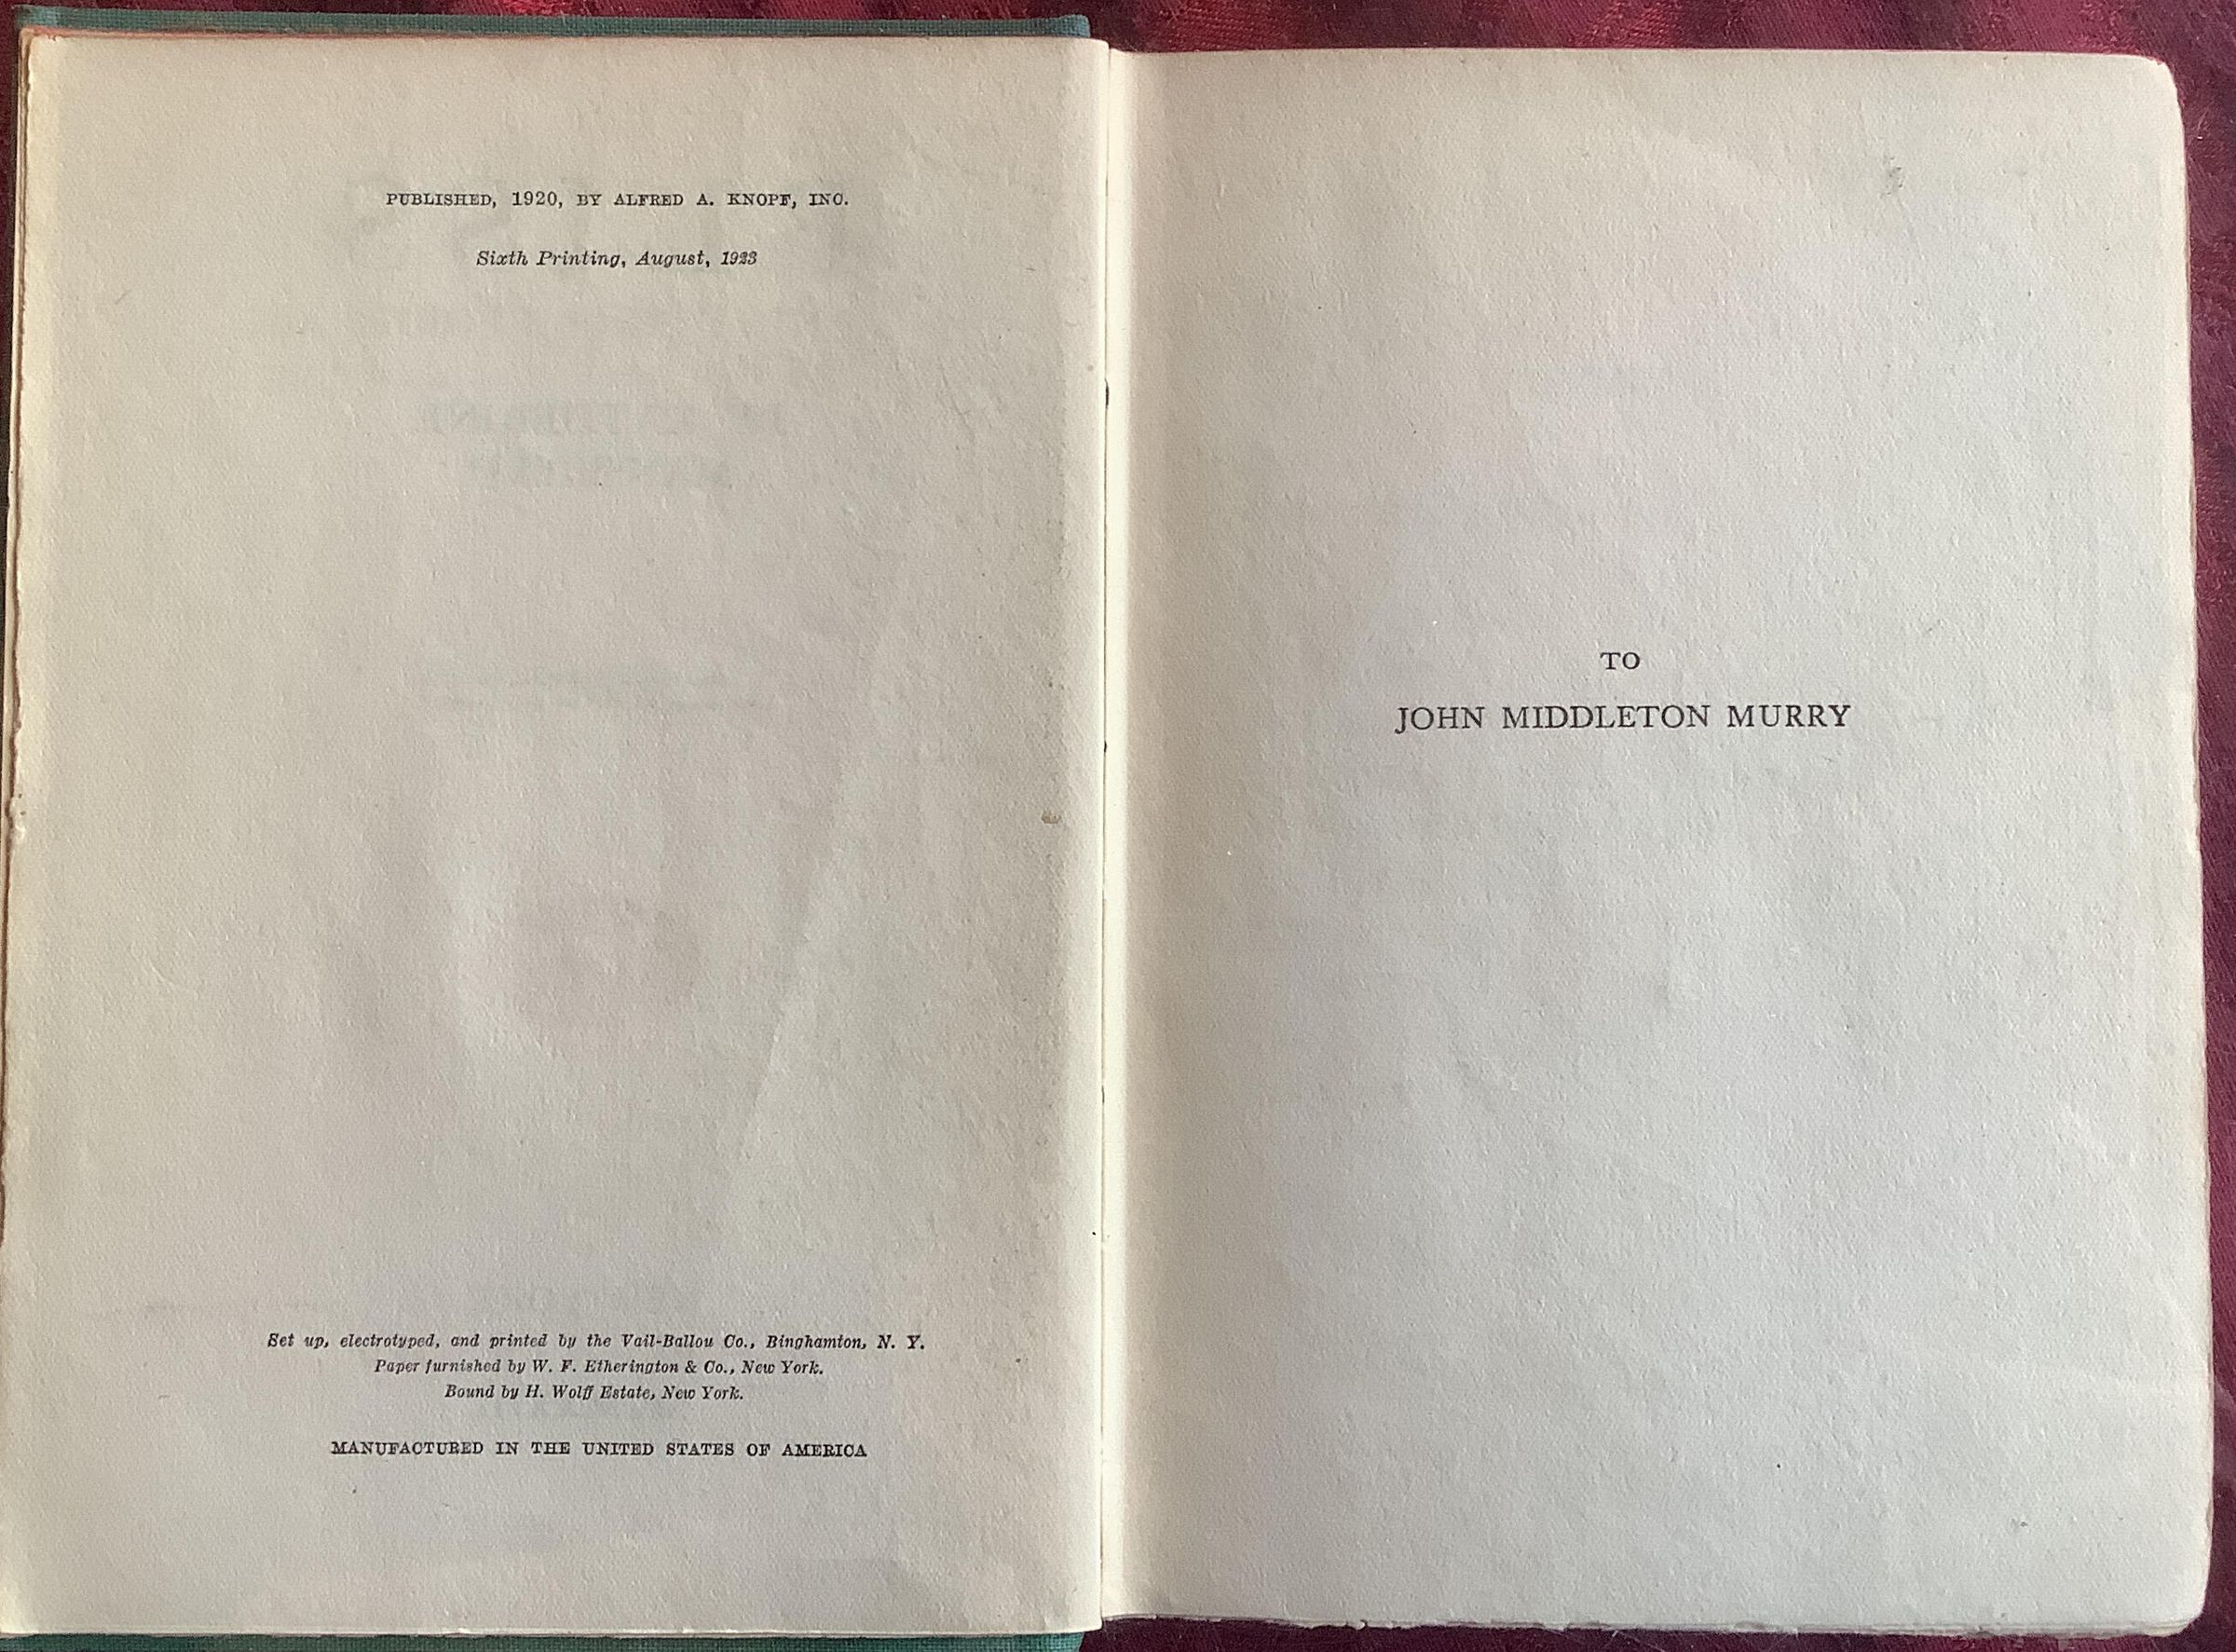 PUBLISHED, 1920, BY ALFRED A. KNOPF, INC.
Sixth Printing, August, 1923
Set up, electrotyped, and printed by the Vail-Ballou Co., Binghamton, N. Y.
Paper furnished by W. F. Etherington & Co., New York.
Bound by H. Wolff Estate, New York.
MANUFACTURED IN THE UNITED STATES OF AMERICA
TO
JOHN MIDDLETON MURRY